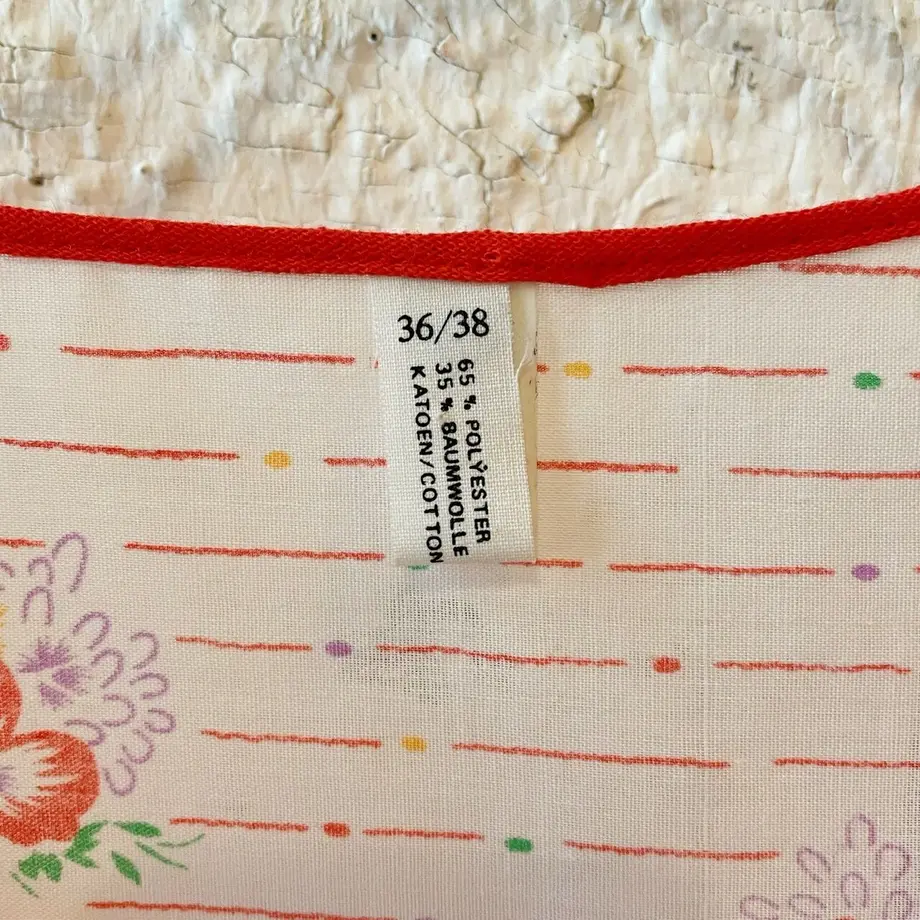 36/38
65 % POLYESTER
35 % BAUMWOLLE
KATOEN/COTTON